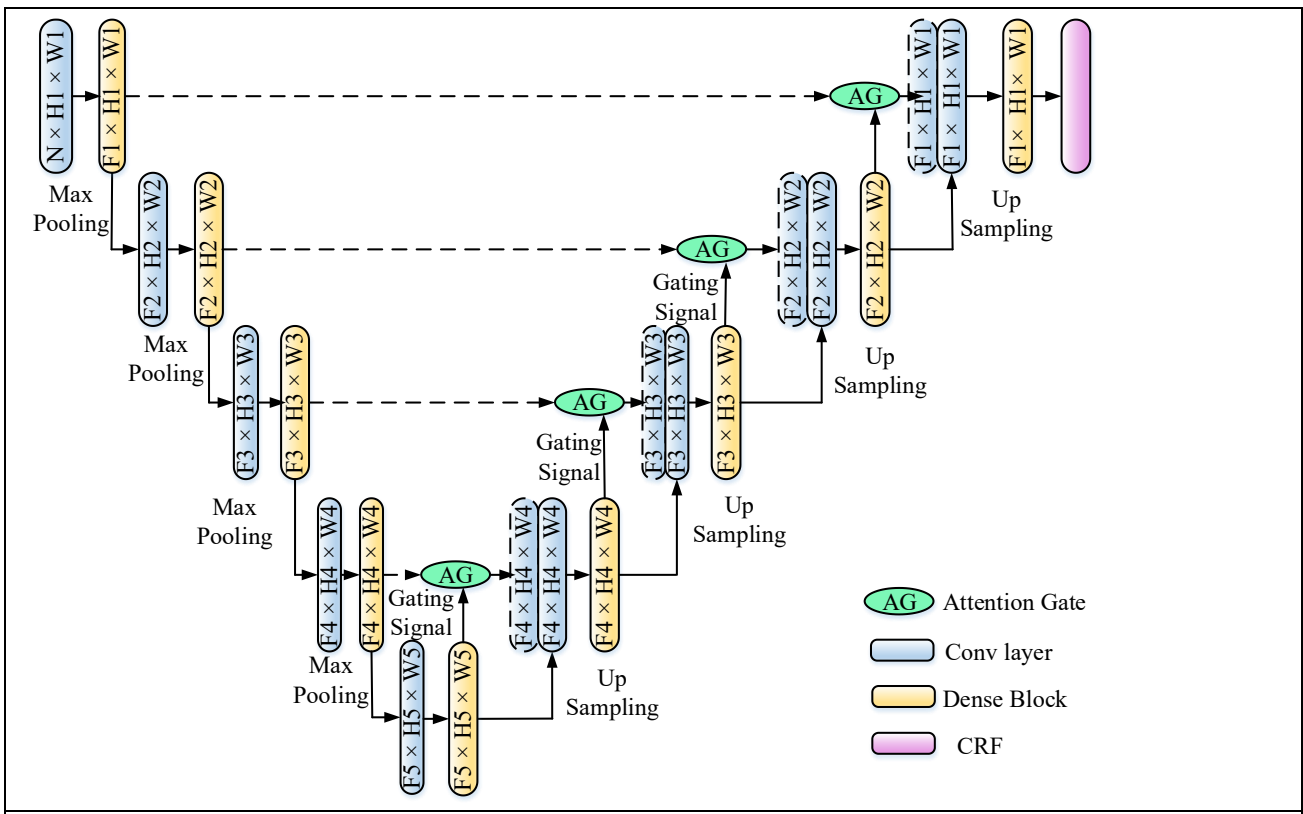 N × H1 × W1
F1 × H1 × W1
AG
F1 × H1× W1
F1 × H1× W1
F1× H1× W1
Max
Pooling
F2 × H2 × W2
F2 × H2 × W2
AG
F2 × H2 × W2
F2 × H2 × W2
F2 × H2 × W2
Up
Sampling
Gating
Signal
Max
Pooling
F3 × H3 × W3
F3 × H3 × W3
AG
F3 × H3 × W3
F3 × H3 × W3
F3 × H3 × W3
Up
Sampling
Gating
Signal
Max
Pooling
F4 × H4 × W4
F4 × H4 × W4
AG
F4 × H4 × W4
F4 × H4 × W4
F4 × H4 × W4
Up
Sampling
Gating
Signal
Max
Pooling
F5 × H5 × W5
F5 × H5 × W5
Up
Sampling
AG Attention Gate
Conv layer
Dense Block
CRF